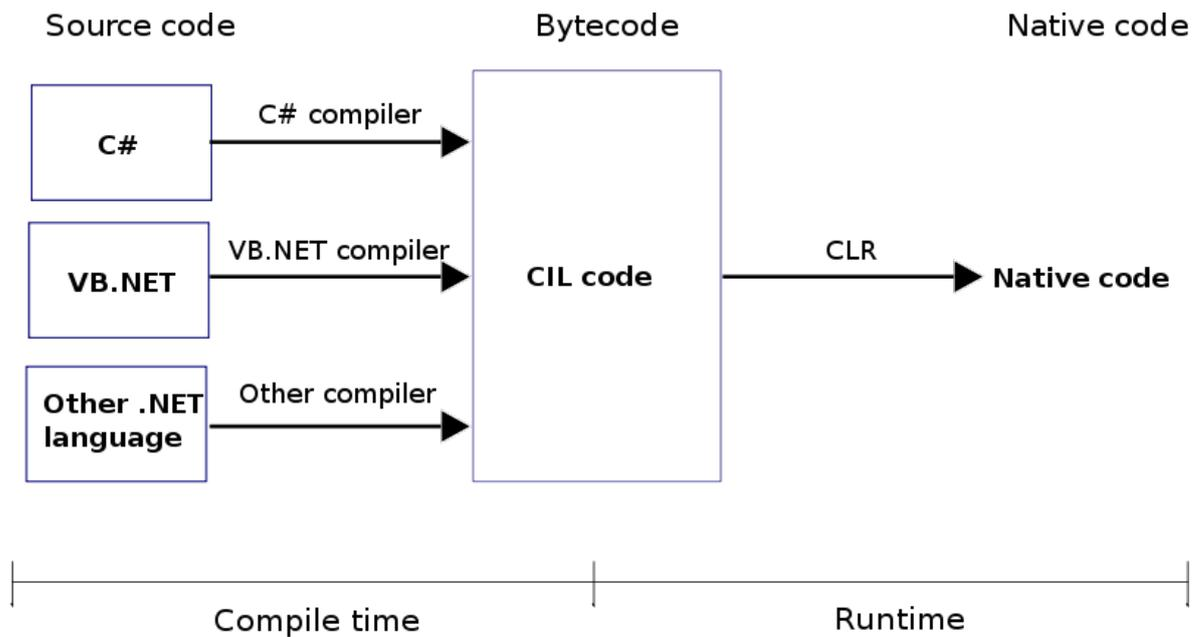 Source code
Bytecode
Native code
C#
C# compiler
VB.NET
VB.NET compiler
CIL code
CLR
Native code
Other .NET
language
Other compiler
Compile time
Runtime